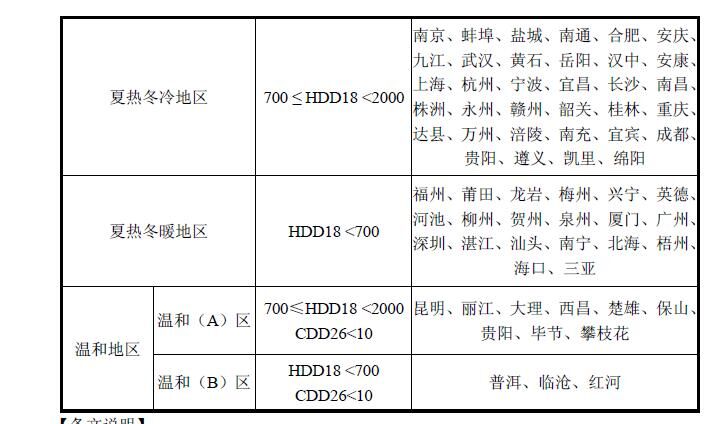 南京、蚌埠、盐城、南通、合肥、安庆、
九江、武汉、黄石、岳阳、汉中、安康、
夏热冬冷地区 700 ≤ HDD18 <2000 上海、杭州、宁波、宜昌、长沙、南昌、
株洲、永州、赣州、韶关、桂林、重庆、
达县、万州、涪陵、南充、宜宾、成都、
贵阳、遵义、凯里、绵阳
福州、莆田、龙岩、梅州、兴宁、英德、
夏热冬暖地区 HDD18 <700 河池、柳州、贺州、泉州、厦门、广州、
深圳、湛江、汕头、南宁、北海、梧州、
海口、三亚
温和地区
温和（A）区
700≤HDD18 <2000
CDD26<10
昆明、丽江、大理、西昌、楚雄、保山、
贵阳、毕节、攀枝花
温和（B）区
HDD18 <700
CDD26<10
普洱、临沧、红河
【条文说明】